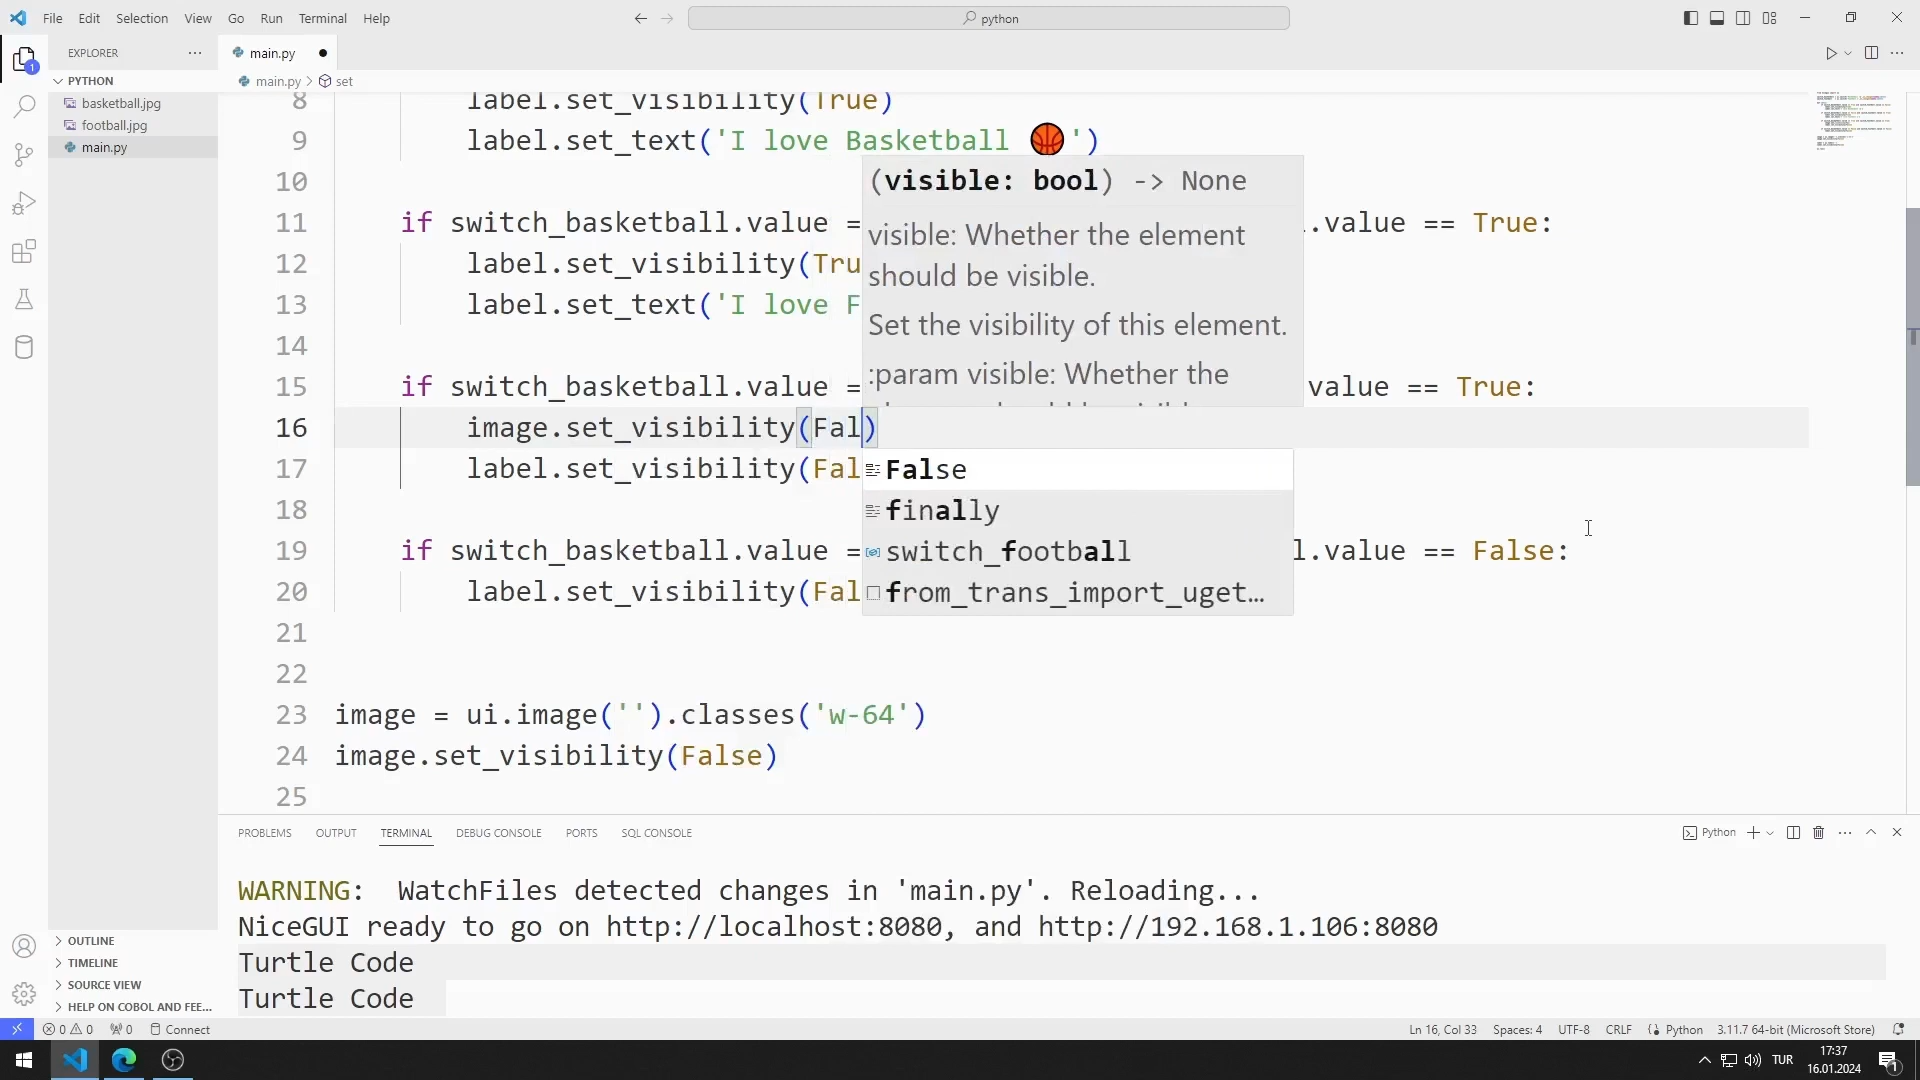 File Edit Selection View Go Run Terminal Help
python
EXPLORER
main.py
PYTHON
main.py > set
basketball.jpg
football.jpg
main.py
1
8 label.set_visibility(True)
9 label.set_text('I love Basketball 🏀')
10
(visible: bool) -> None
11 if switch_basketball.value = .value == True:
visible: Whether the element
should be visible.
12 label.set_visibility(Tru
13 label.set_text('I love F
Set the visibility of this element.
14
:param visible: Whether the
15 if switch_basketball.value = value == True:
16 image.set_visibility(Fal)
17 label.set_visibility(Fal
False
18
finally
19 if switch_basketball.value = l.value == False:
switch_football
20 label.set_visibility(Fal
from_trans_import_uget…
21
22
23 image = ui.image('').classes('w-64')
24 image.set_visibility(False)
25
PROBLEMS OUTPUT TERMINAL DEBUG CONSOLE PORTS SQL CONSOLE
Python
WARNING: WatchFiles detected changes in 'main.py'. Reloading...
NiceGUI ready to go on http://localhost:8080, and http://192.168.1.106:8080
Turtle Code
Turtle Code
OUTLINE
TIMELINE
SOURCE VIEW
HELP ON COBOL AND FEE...
0 0 0 Connect
Ln 16, Col 33 Spaces: 4 UTF-8 CRLF Python 3.11.7 64-bit (Microsoft Store)
TUR
17:37
16.01.2024
1